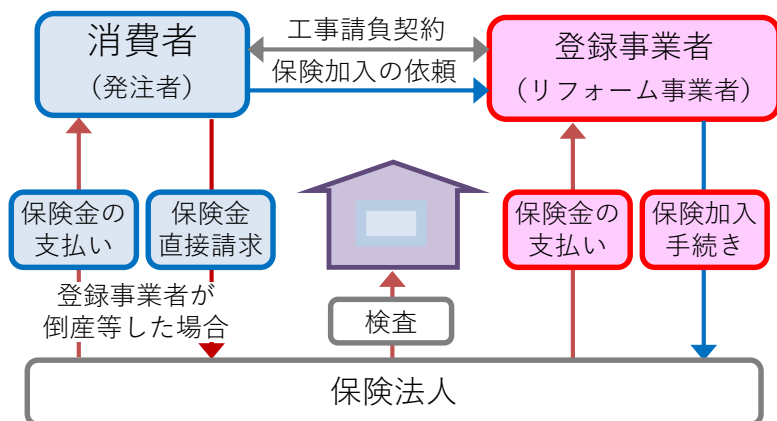 消費者
(発注者)
工事請負契約
保険加入の依頼
登録事業者
(リフォーム事業者)
保険金の
支払い
保険金
直接請求
保険金の
支払い
保険加入
手続き
登録事業者が
倒産等した場合
検査
保険法人